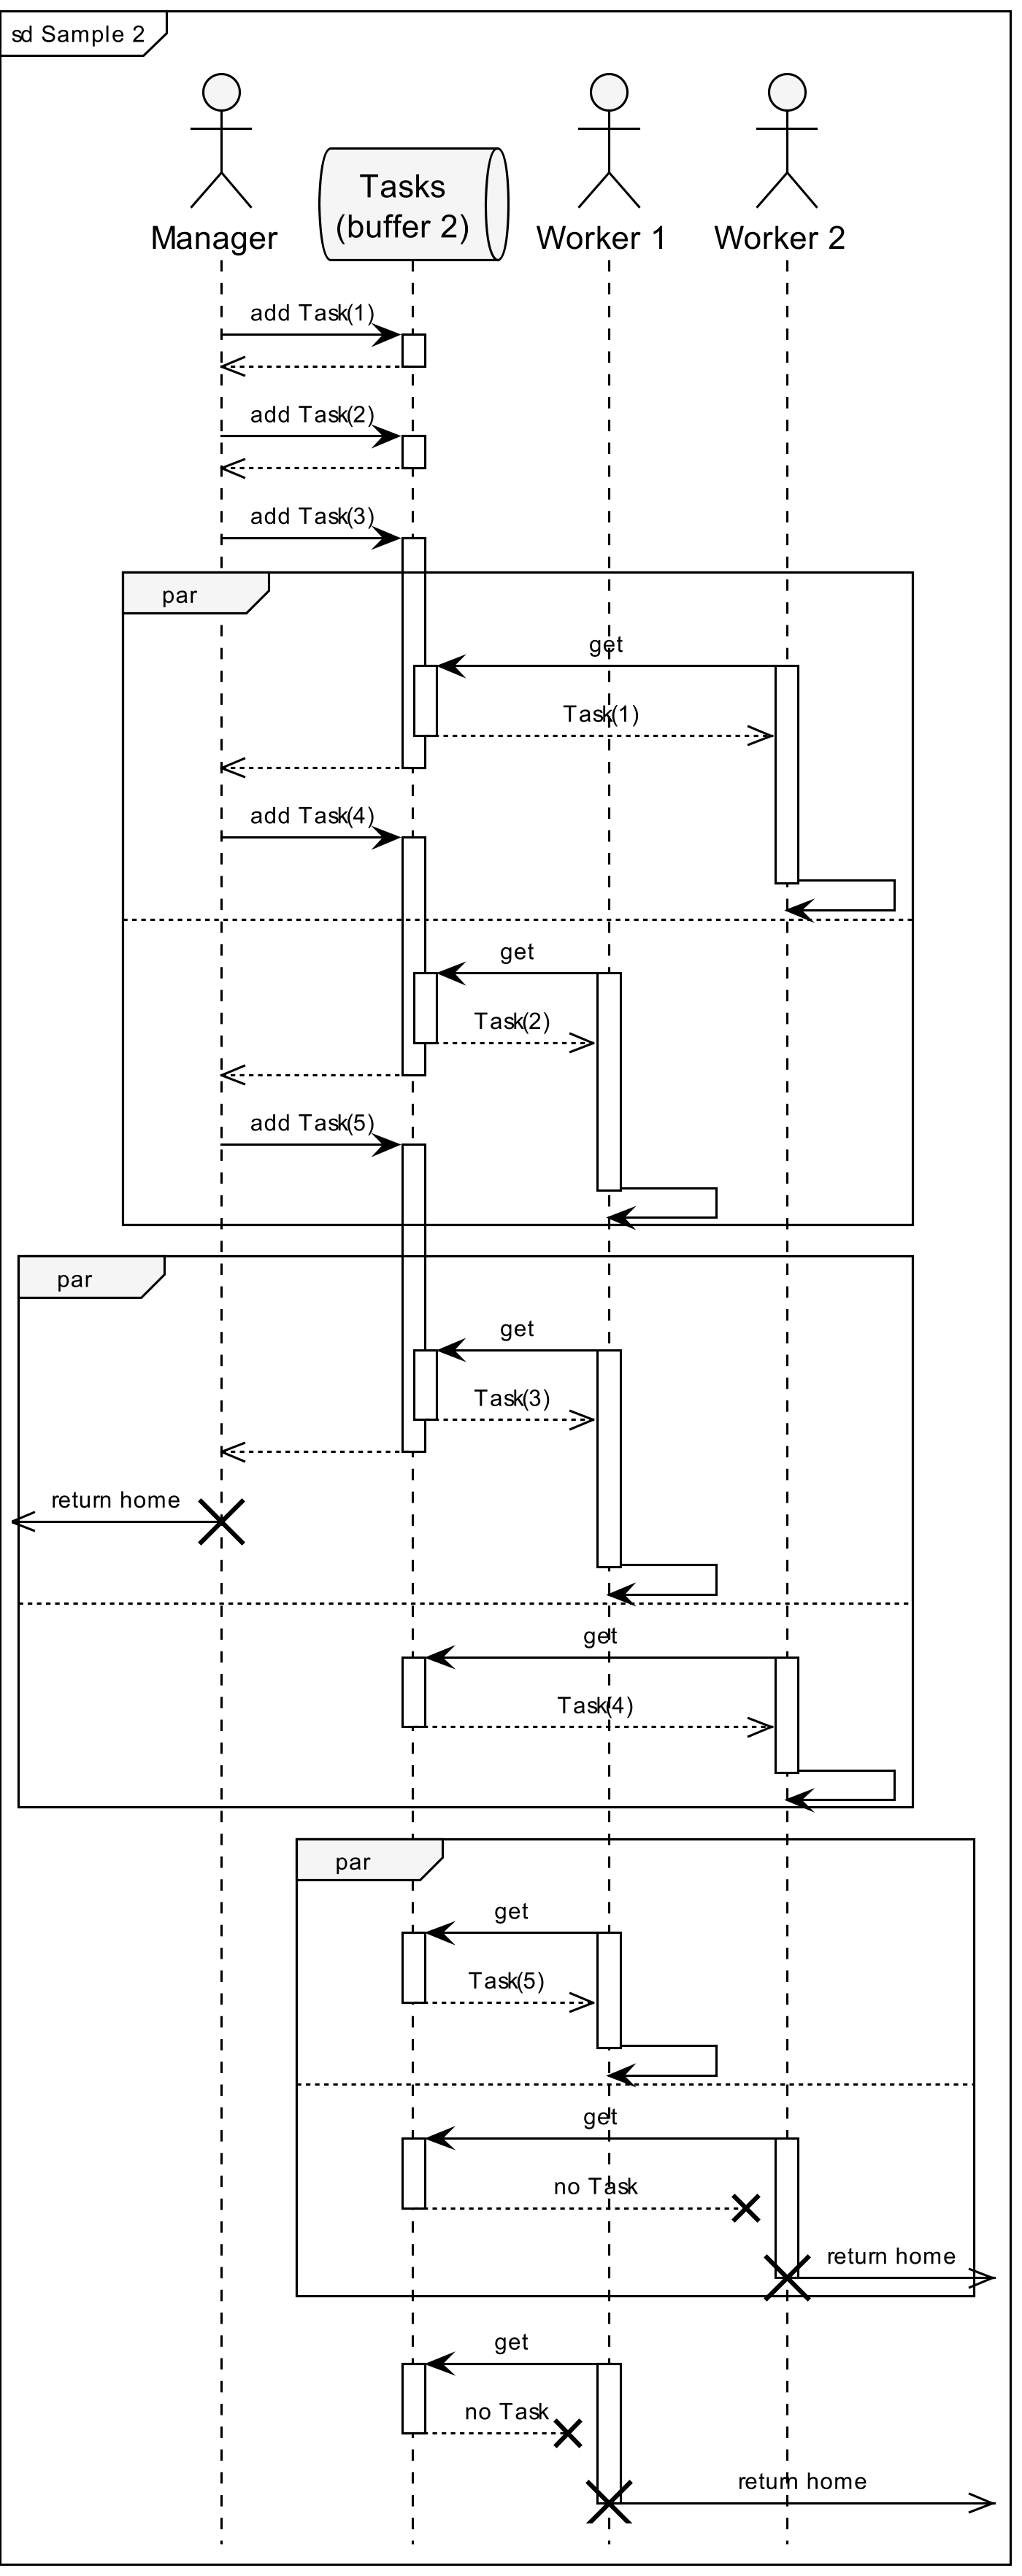 sd Sample 2
Tasks
(buffer 2)
Manager
Worker 1
Worker 2
add Task(1)
add Task(2)
add Task(3)
par
get
Task(1)
add Task(4)
get
Task(2)
add Task(5)
par
get
Task(3)
return home
get
Task(4)
par
get
Task(5)
get
no Task
return home
get
no Task
return home